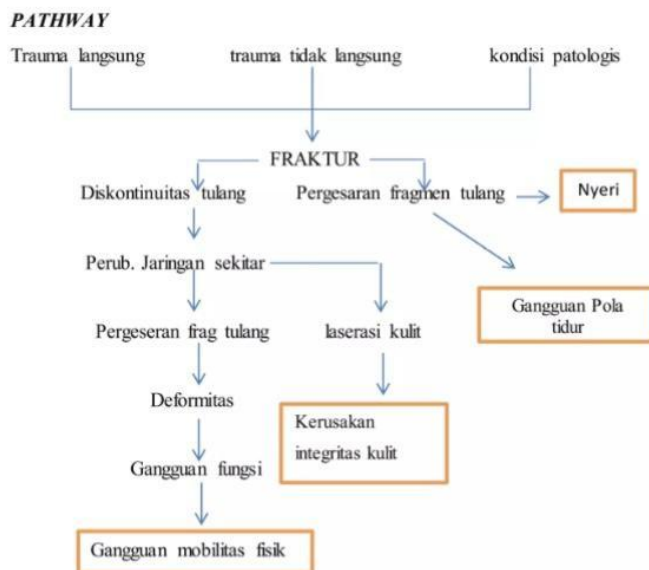 PATHWAY
Trauma langsung
trauma tidak langsung
kondisi patologis
FRAKTUR
Diskontinuitas tulang
Pergesaran fragmen tulang
Nyeri
Perub. Jaringan sekitar
Gangguan Pola
tidur
Pergeseran frag tulang
laserasi kulit
Deformitas
Kerusakan
integritas kulit
Gangguan fungsi
Gangguan mobilitas fisik